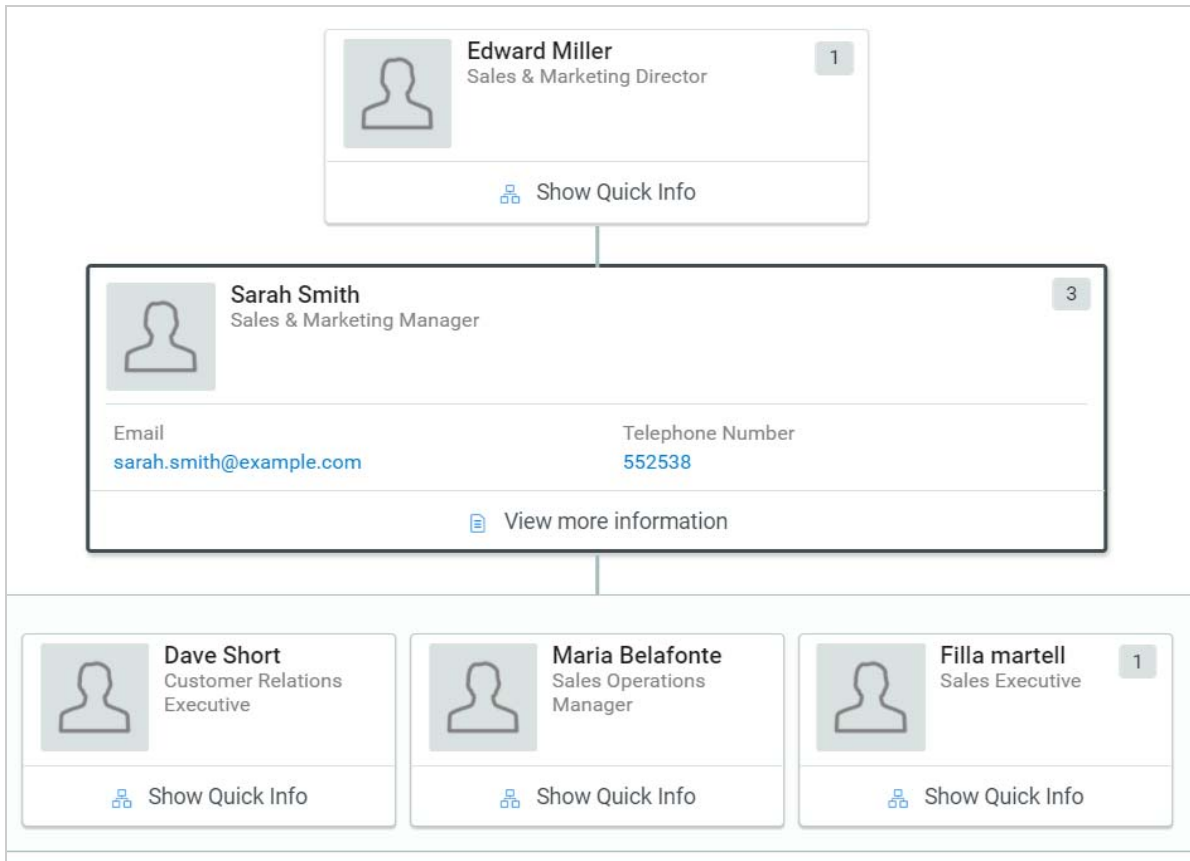 Edward Miller
1
Sales & Marketing Director
Show Quick Info
Sarah Smith
3
Sales & Marketing Manager
Email
Telephone Number
sarah.smith@example.com
552538
View more information
Dave Short
Customer Relations
Executive
Show Quick Info
Maria Belafonte
Sales Operations
Manager
Show Quick Info
Filla martell
1
Sales Executive
Show Quick Info